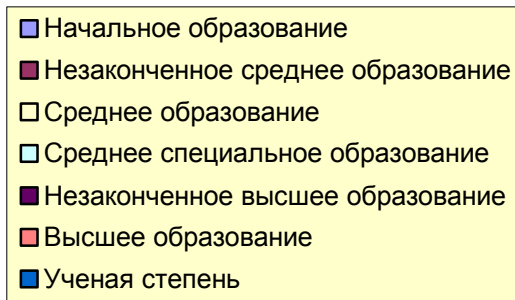 Начальное образование
Незаконченное среднее образование
Среднее образование
Среднее специальное образование
Незаконченное высшее образование
Высшее образование
Ученая степень